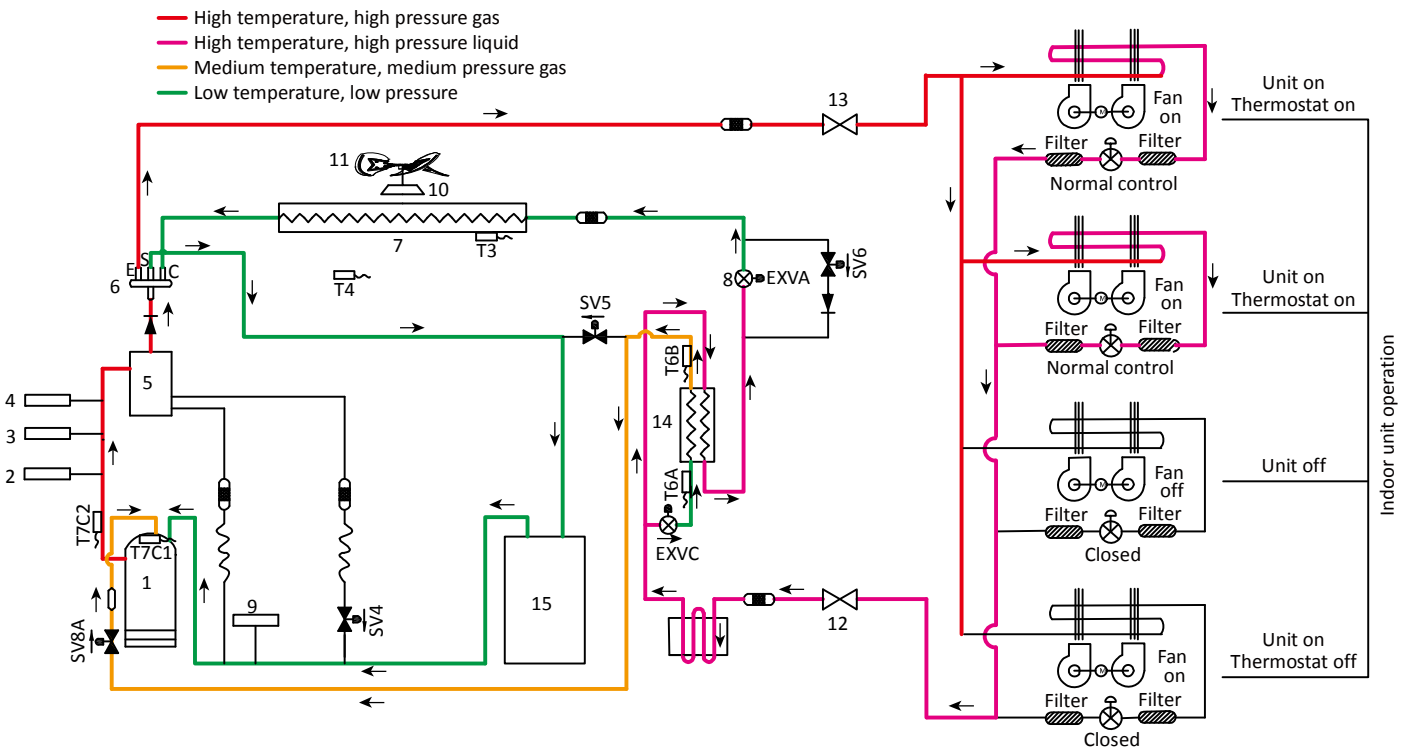 High temperature, high pressure gas
High temperature, high pressure liquid
Medium temperature, medium pressure gas
Low temperature, low pressure
13
Unit on
Thermostat on
M
Fan
on
Filter
Filter
Normal control
11
10
7
T3
T4
E
S
C
6
8
EXVA
SV6
M
Fan
on
Unit on
Thermostat on
Filter
Filter
Normal control
SV5
T6B
5
4
3
2
14
T6A
EXVC
M
Fan
off
Unit off
Filter
Filter
Closed
Indoor unit operation
T7C2
T7C1
1
SV8A
9
SV4
15
12
M
Fan
on
Unit on
Thermostat off
Filter
Filter
Closed